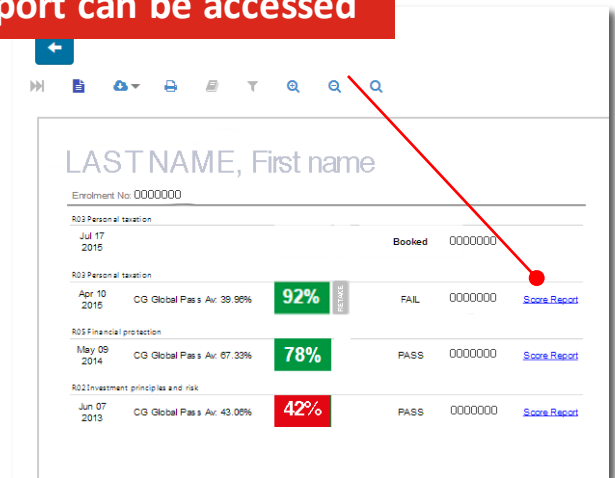 port can be accessed
LAST NAME, First name
Enrolment No: 0000000
R03 Personal taxation
Jul 17 2015 Booked 0000000
R03 Personal taxation
Apr 10 2015 CG Global Pass Av: 39.96% 92% RETAKE FAIL 0000000 Score Report
R05 Financial protection
May 09 2014 CG Global Pass Av: 67.33% 78% PASS 0000000 Score Report
R02 Investment principles and risk
Jun 07 2013 CG Global Pass Av: 43.06% 42% PASS 0000000 Score Report